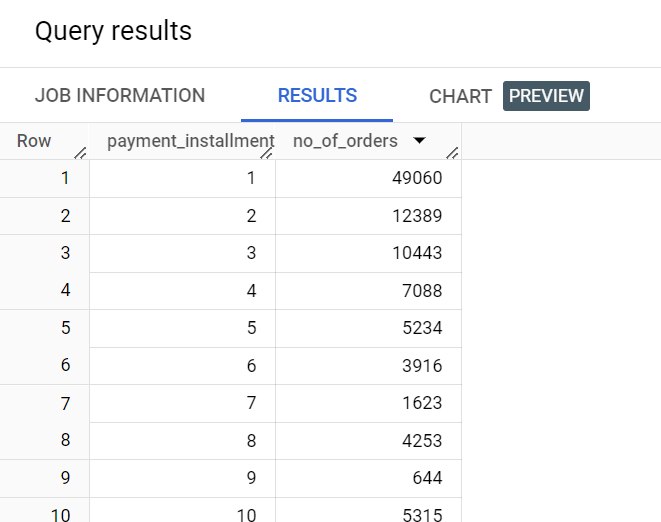 Query results
JOB INFORMATION RESULTS CHART PREVIEW
Row payment_installment no_of_orders
1 1 49060
2 2 12389
3 3 10443
4 4 7088
5 5 5234
6 6 3916
7 7 1623
8 8 4253
9 9 644
10 10 5315